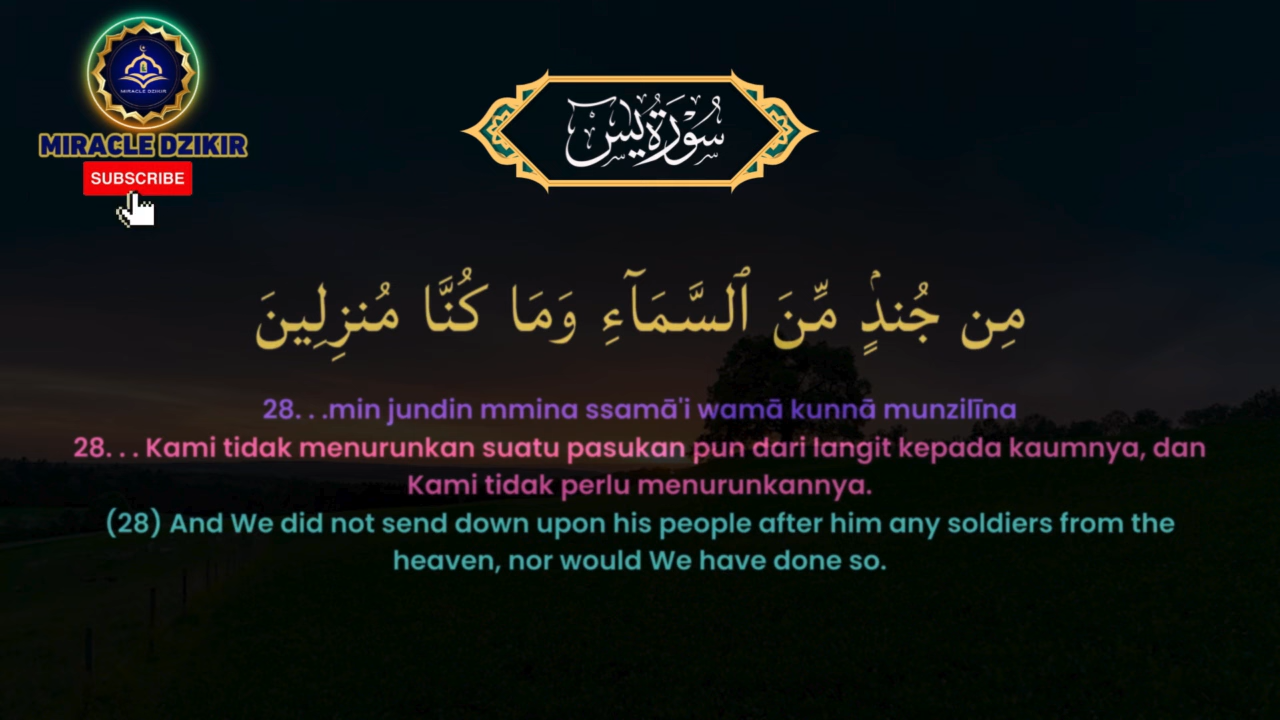 MIRACLE DZIKIR
MIRACLE DZIKIR
SUBSCRIBE
سُوْرَةُ يٰسٓ
مِن جُندٍۢ مِّنَ ٱلسَّمَآءِ وَمَا كُنَّا مُنزِلِينَ
28. . .min jundin mmina ssamā'i wamā kunnā munzilīna
28. . . Kami tidak menurunkan suatu pasukan pun dari langit kepada kaumnya, dan
Kami tidak perlu menurunkannya.
(28) And We did not send down upon his people after him any soldiers from the
heaven, nor would We have done so.